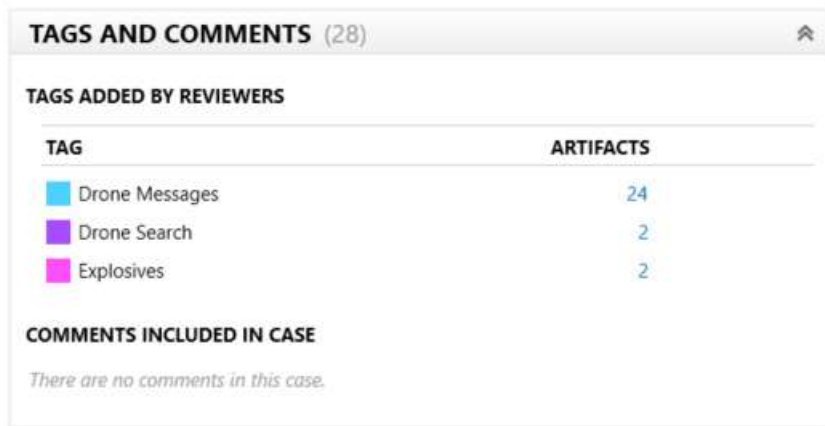 TAGS AND COMMENTS (28)
TAGS ADDED BY REVIEWERS
TAG ARTIFACTS
Drone Messages 24
Drone Search 2
Explosives 2
COMMENTS INCLUDED IN CASE
There are no comments in this case.